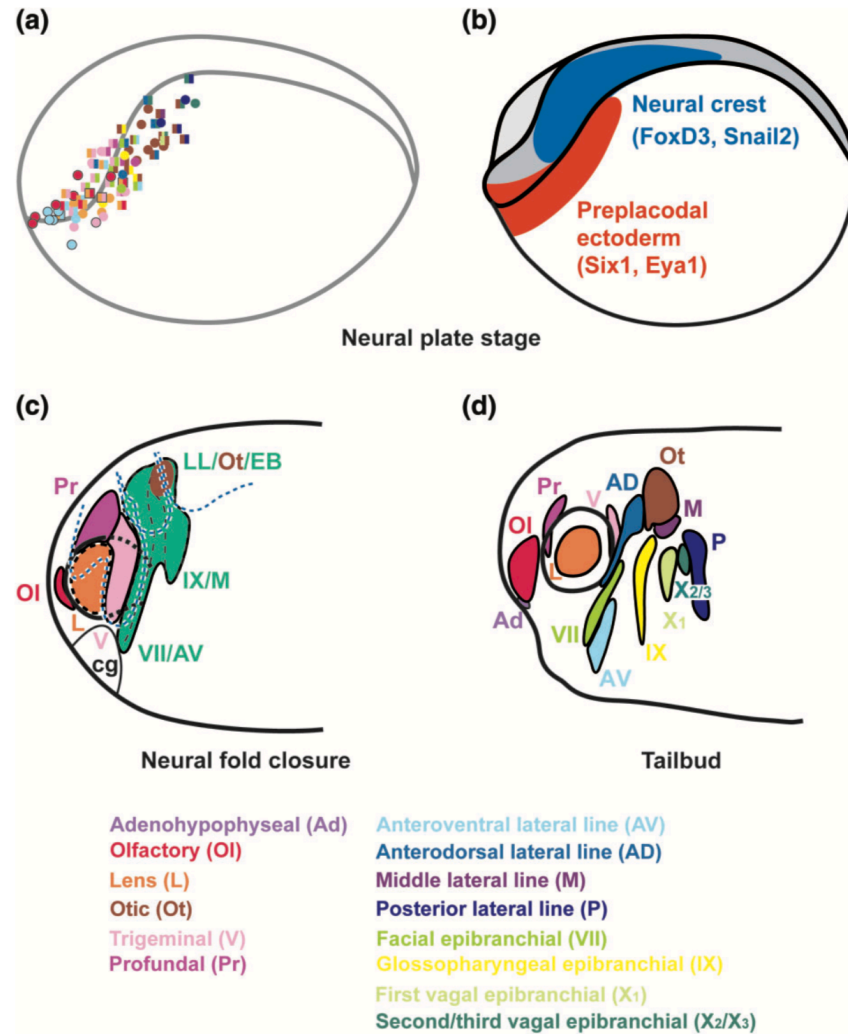 (a)
(b)
Neural crest
(FoxD3, Snail2)
Preplacodal
ectoderm
(Six1, Eya1)
Neural plate stage
(c)
LL/Ot/EB
Pr
Ol
L
V
cg
IX/M
VII/AV
Neural fold closure
(d)
Ot
AD
V
Pr
Ol
M
P
L
X2/3
X1
Ad
VII
IX
AV
Tailbud
Adenohypophyseal (Ad)
Olfactory (Ol)
Lens (L)
Otic (Ot)
Trigeminal (V)
Profundal (Pr)
Anteroventral lateral line (AV)
Anterodorsal lateral line (AD)
Middle lateral line (M)
Posterior lateral line (P)
Facial epibranchial (VII)
Glossopharyngeal epibranchial (IX)
First vagal epibranchial (X1)
Second/third vagal epibranchial (X2/X3)